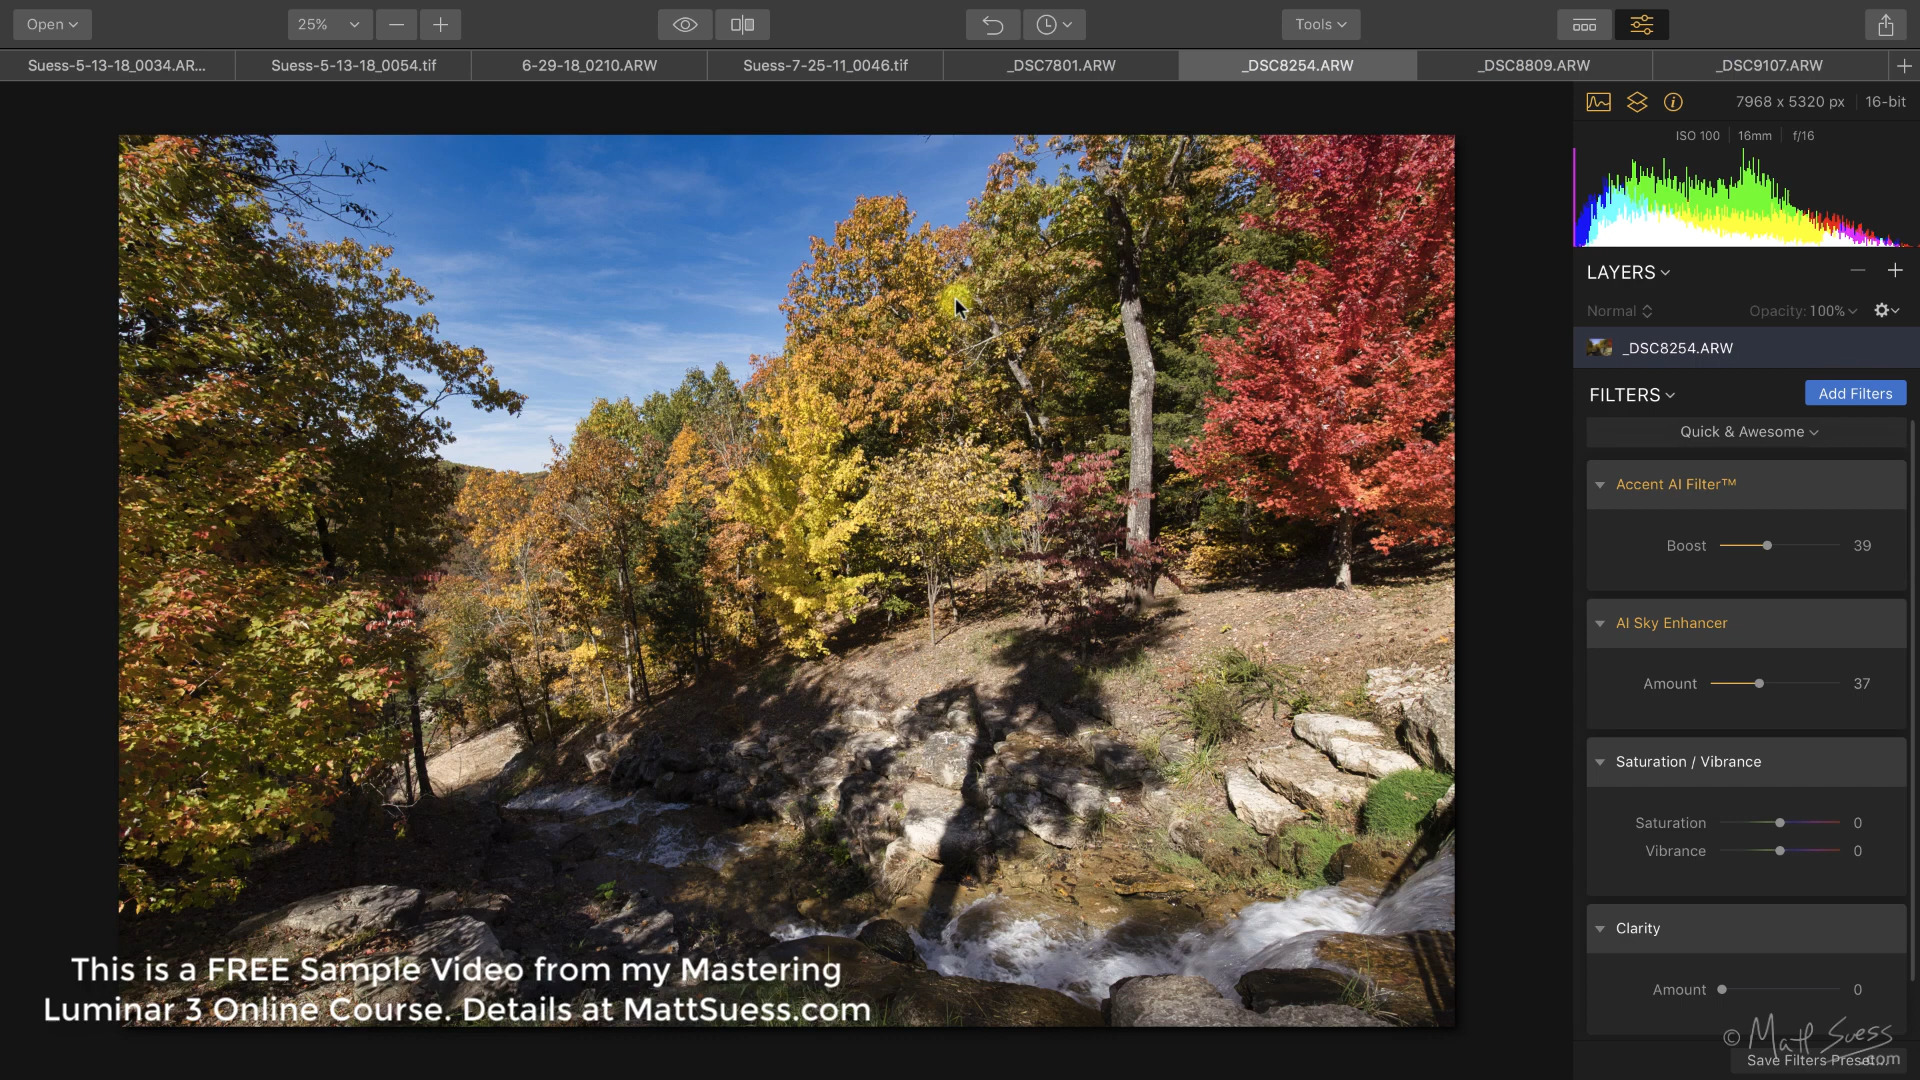 Open
25%
Tools
Suess-5-13-18_0034.AR...
Suess-5-13-18_0054.tif
6-29-18_0210.ARW
Suess-7-25-11_0046.tif
_DSC7801.ARW
_DSC8254.ARW
_DSC8809.ARW
_DSC9107.ARW
7968 x 5320 px
16-bit
ISO 100
16mm
f/16
LAYERS
Normal
Opacity: 100%
_DSC8254.ARW
FILTERS
Add Filters
Quick & Awesome
Accent AI Filter™
Boost 39
AI Sky Enhancer
Amount 37
Saturation / Vibrance
Saturation 0
Vibrance 0
Clarity
Amount 0
This is a FREE Sample Video from my Mastering
Luminar 3 Online Course. Details at MattSuess.com
© Matt Suess
.com
Save Filters Preset...